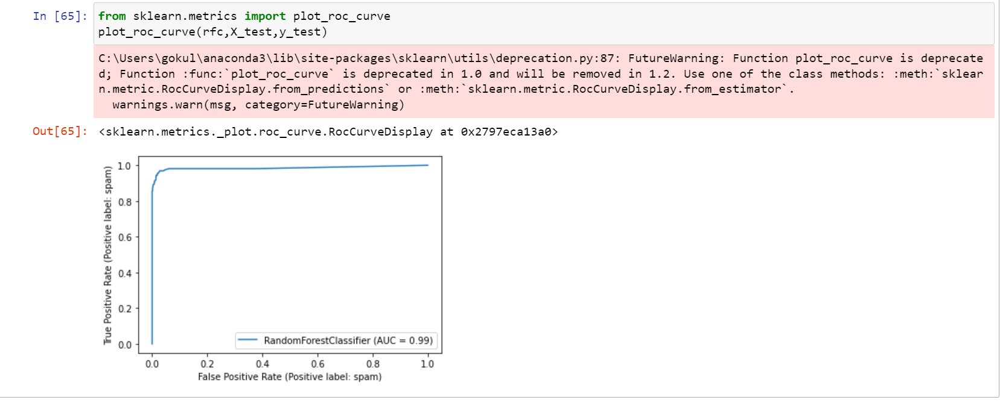 In [65]: from sklearn.metrics import plot_roc_curve
plot_roc_curve(rfc,X_test,y_test)
C:\Users\gokul\anaconda3\lib\site-packages\sklearn\utils\deprecation.py:87: FutureWarning: Function plot_roc_curve is deprecate
d; Function :func:`plot_roc_curve` is deprecated in 1.0 and will be removed in 1.2. Use one of the class methods: :meth:`sklear
n.metric.RocCurveDisplay.from_predictions` or :meth:`sklearn.metric.RocCurveDisplay.from_estimator`.
  warnings.warn(msg, category=FutureWarning)
Out[65]: <sklearn.metrics._plot.roc_curve.RocCurveDisplay at 0x2797eca13a0>
True Positive Rate (Positive label: spam)
1.0
0.8
0.6
0.4
0.2
0.0
RandomForestClassifier (AUC = 0.99)
0.0 0.2 0.4 0.6 0.8 1.0
False Positive Rate (Positive label: spam)